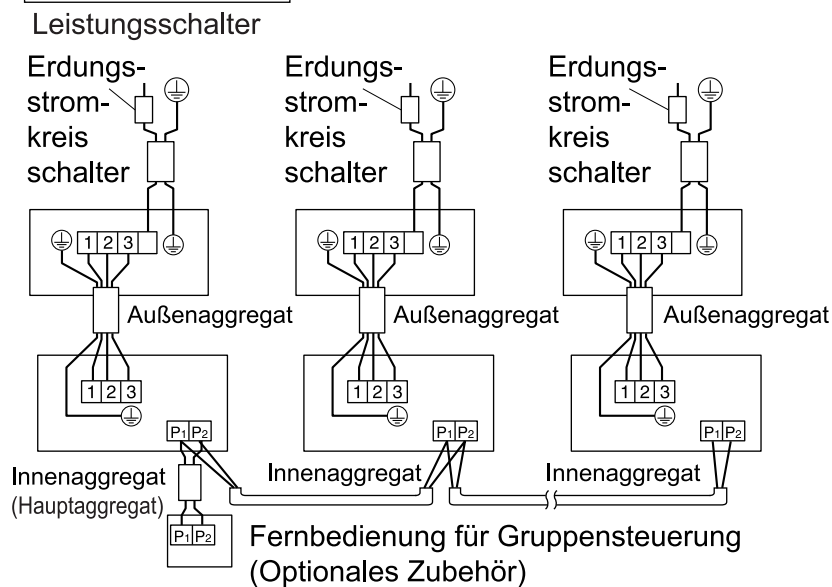 Leistungsschalter
Erdungs-
strom-
kreis
schalter
Erdungs-
strom-
kreis
schalter
Erdungs-
strom-
kreis
schalter
1 2 3
1 2 3
1 2 3
Außenaggregat
Außenaggregat
Außenaggregat
1 2 3
1 2 3
1 2 3
P1 P2
P1 P2
P1 P2
Innenaggregat
(Hauptaggregat)
Innenaggregat
Innenaggregat
P1 P2
Fernbedienung für Gruppensteuerung
(Optionales Zubehör)